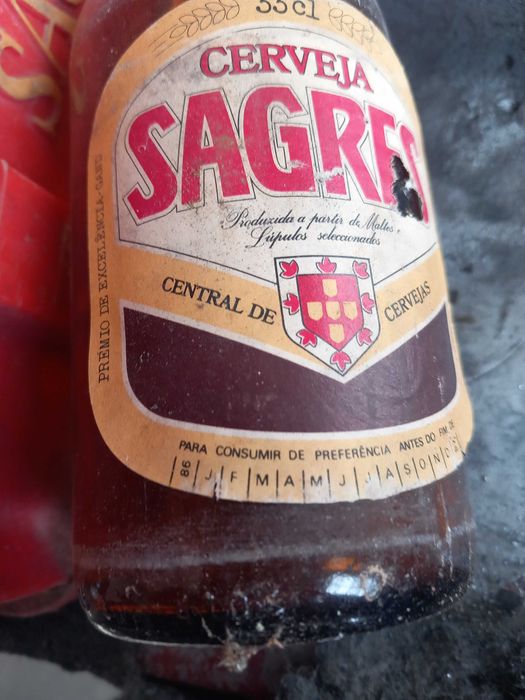 33cl
CERVEJA
SAGRES
Produzida a partir de Maltes e
Lúpulos seleccionados
CENTRAL DE CERVEJAS
PRÉMIO DE EXCELÊNCIA-GAND
PARA CONSUMIR DE PREFERÊNCIA ANTES DO FIM DE
86 J F M A M J J A S O N D